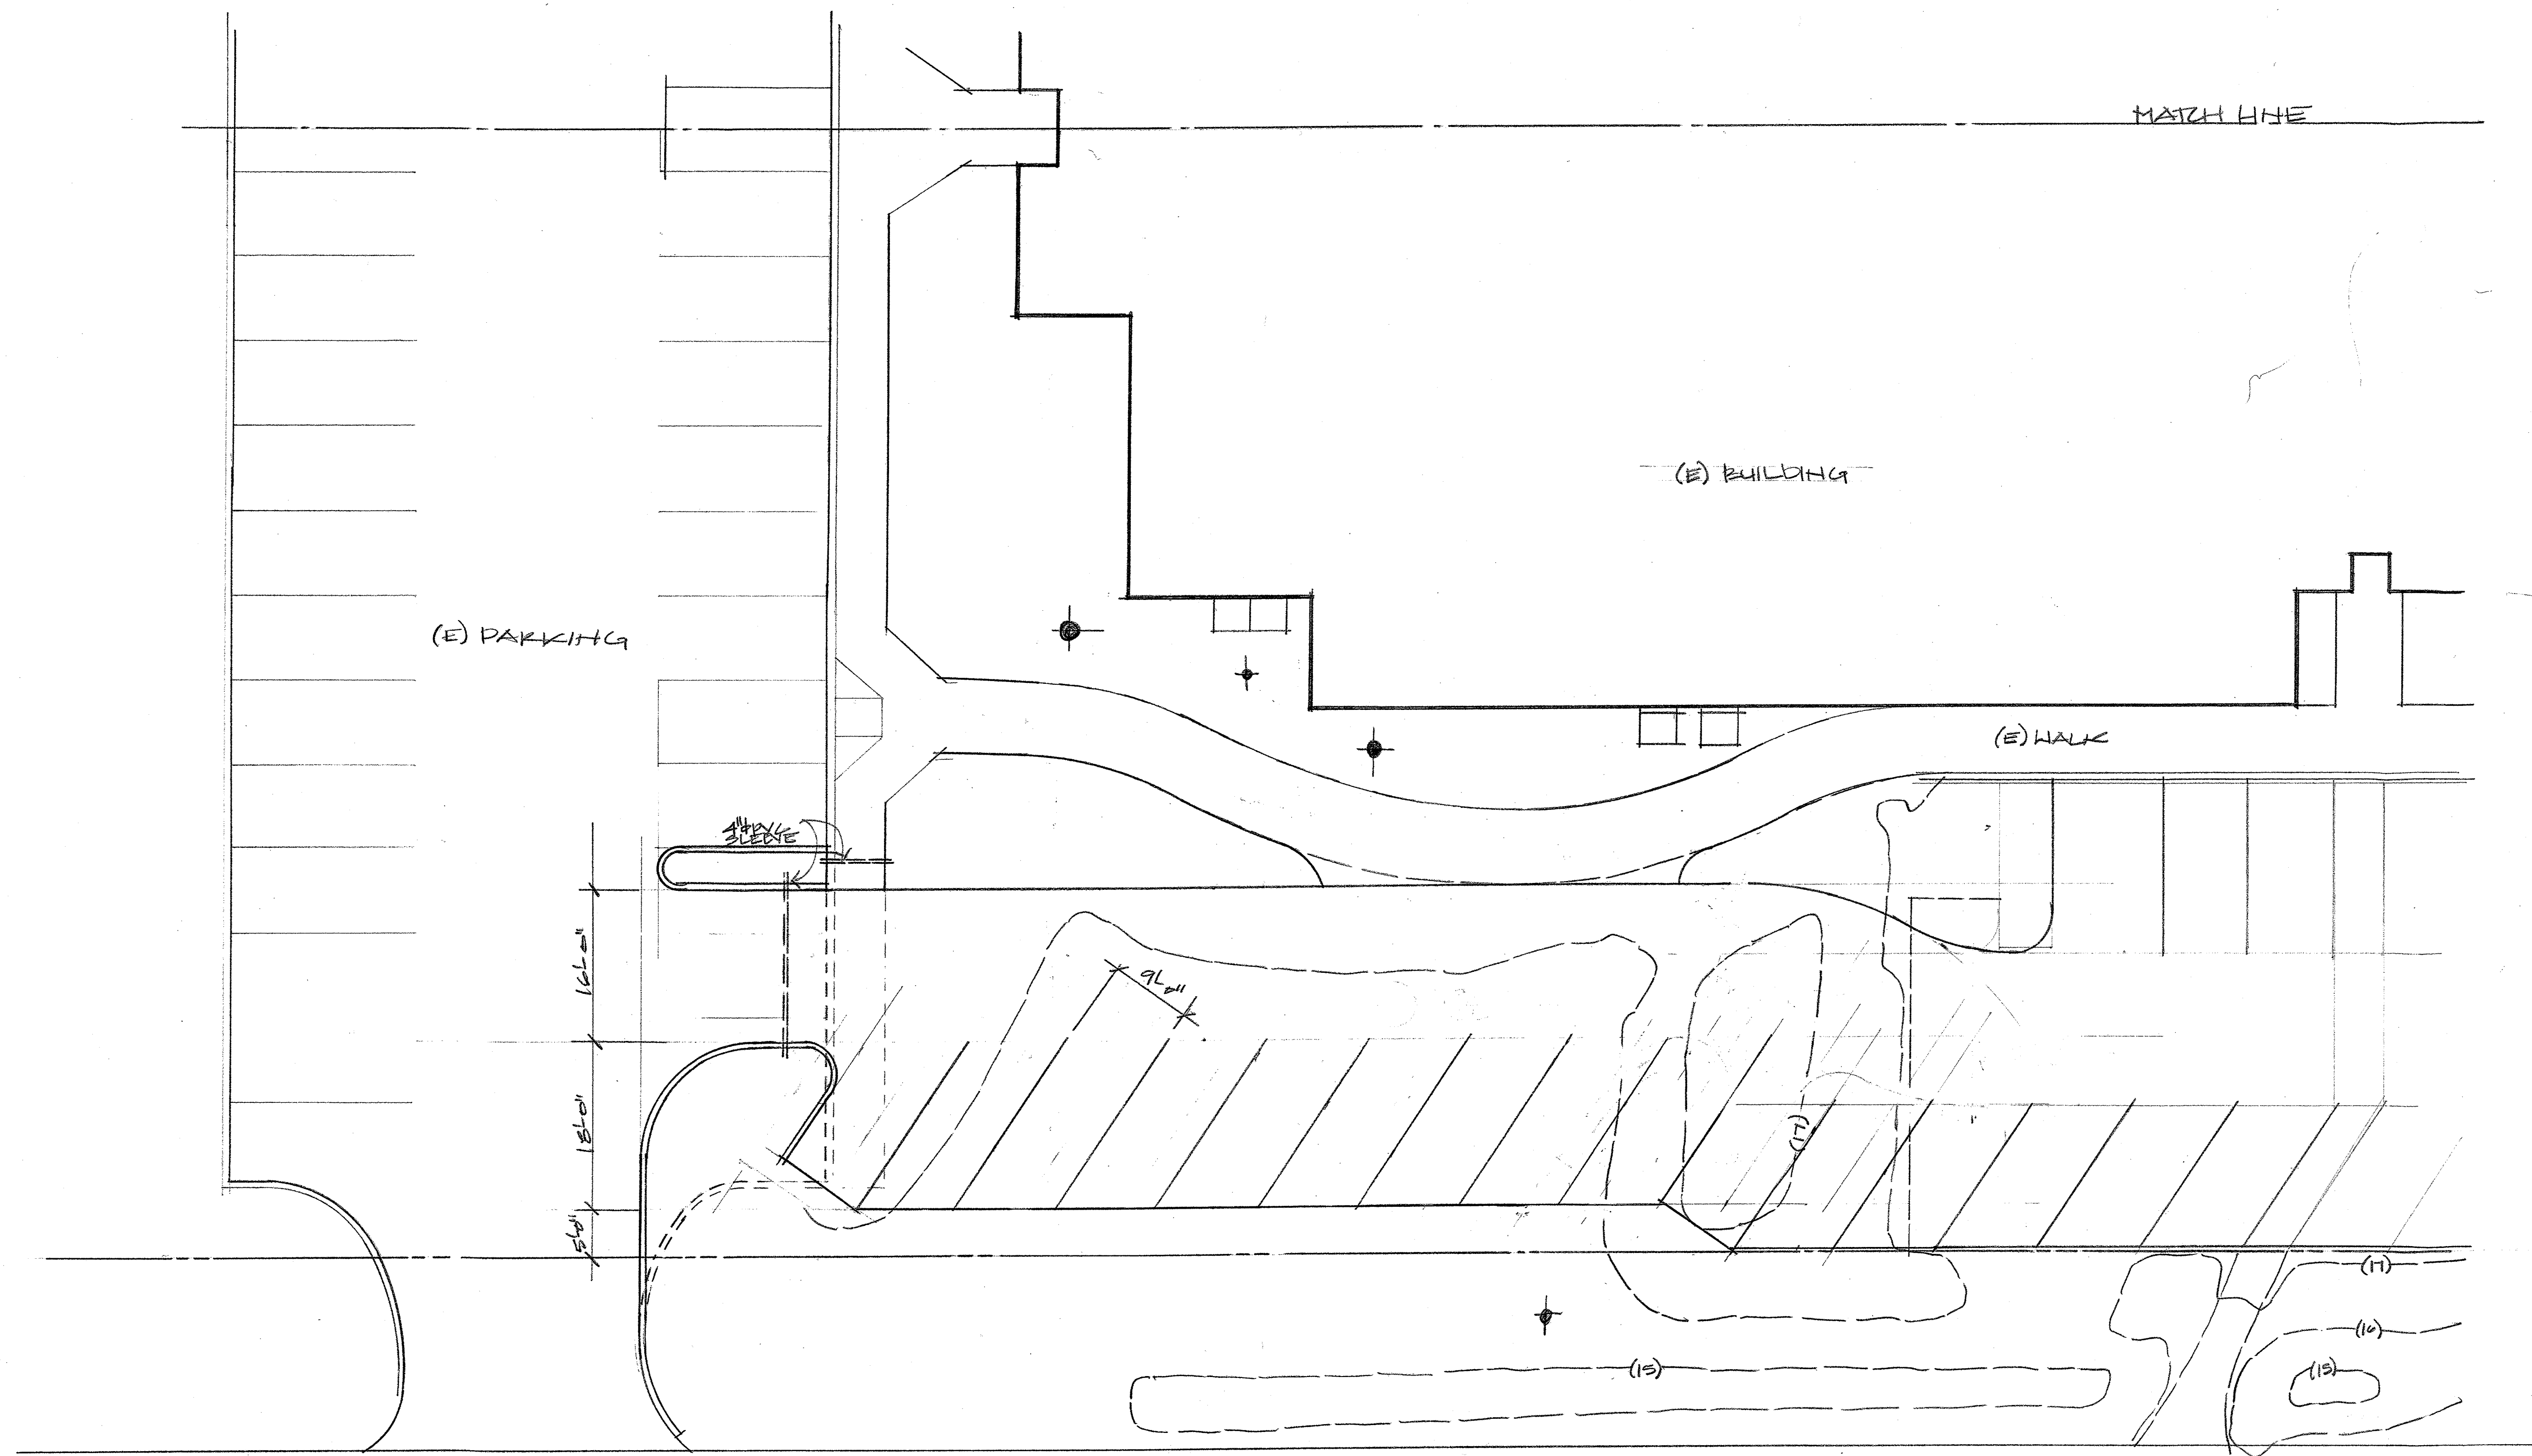 MATCH LINE
(E) BUILDING
(E) PARKING
(E) WALK
4"Ø PVC
SLEEVE
16'-0"
9'-0"
18'-0"
(17)
5'-0"
(17)
(16)
(15)
(15)